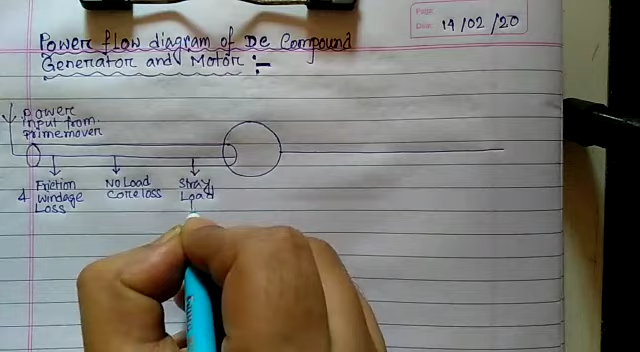 Page:
Date: 14/02/20
Power flow diagram of DC Compound
Generator and Motor :-
Power
input from
primemover
& Friction
windage
Loss
No Load
Core loss
Stray
Load